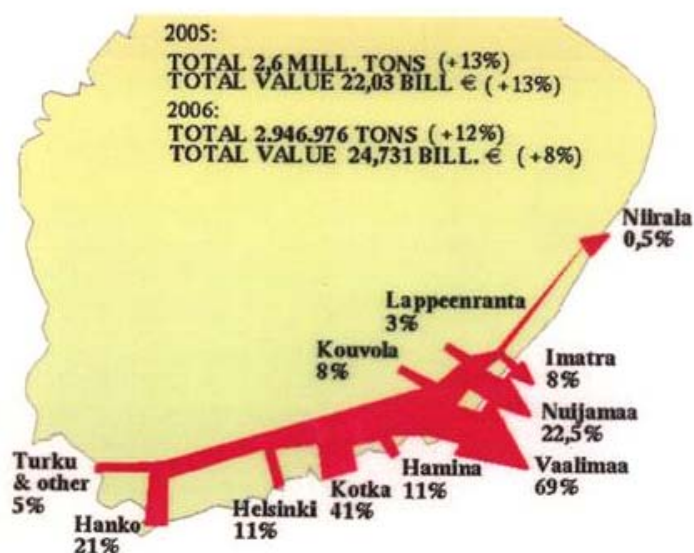 2005:
TOTAL 2,6 MILL. TONS (+13%)
TOTAL VALUE 22,03 BILL € (+13%)
2006:
TOTAL 2.946.976 TONS (+12%)
TOTAL VALUE 24,731 BILL. € (+8%)
Niirala
0,5%
Lappeenranta
3%
Kouvola
8%
Imatra
8%
Nuijamaa
22,5%
Vaalimaa
69%
Hamina
11%
Kotka
41%
Helsinki
11%
Turku
& other
5%
Hanko
21%